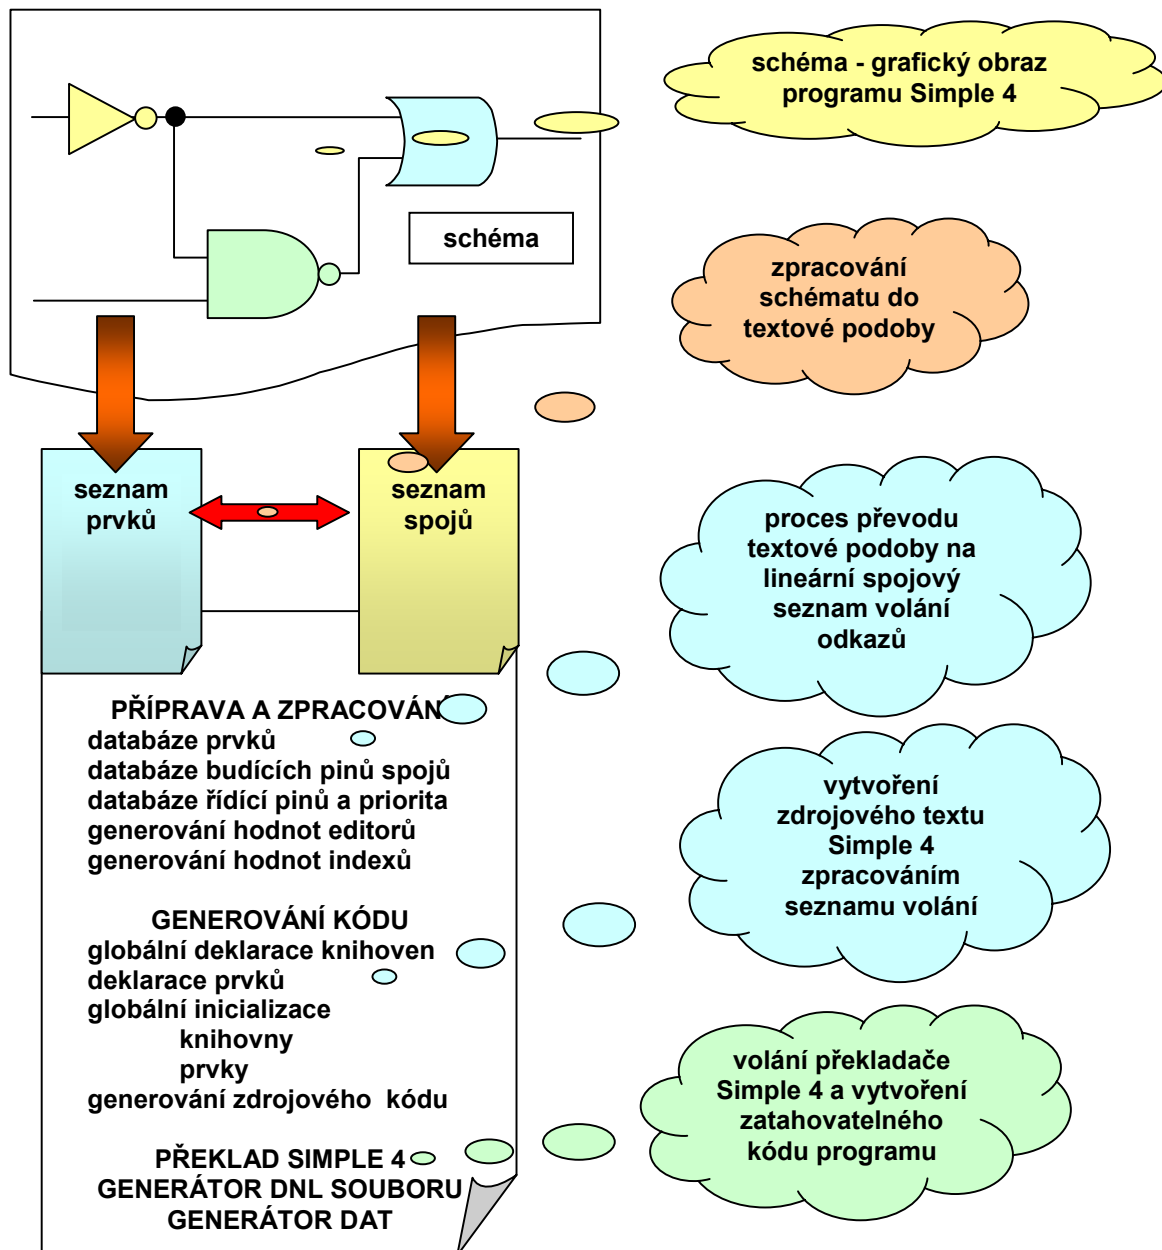 schéma - grafický obraz
programu Simple 4
schéma
zpracování
schématu do
textové podoby
seznam
prvků
seznam
spojů
proces převodu
textové podoby na
lineární spojový
seznam volání
odkazů
PŘÍPRAVA A ZPRACOVÁNÍ
databáze prvků
databáze budících pinů spojů
databáze řídící pinů a priorita
generování hodnot editorů
generování hodnot indexů
vytvoření
zdrojového textu
Simple 4
zpracováním
seznamu volání
GENEROVÁNÍ KÓDU
globální deklarace knihoven
deklarace prvků
globální inicializace
knihovny
prvky
generování zdrojového kódu
volání překladače
Simple 4 a vytvoření
zatahovatelného
kódu programu
PŘEKLAD SIMPLE 4
GENERÁTOR DNL SOUBORU
GENERÁTOR DAT